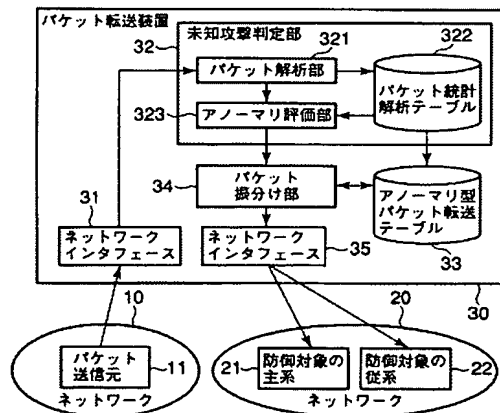 パケット転送装置
32
未知攻撃判定部
321
322
パケット解析部
323
アノーマリ評価部
パケット統計
解析テーブル
34
パケット
振分け部
アノーマリ型
パケット転送
テーブル
31
ネットワーク
インタフェース
ネットワーク
インタフェース
35
33
30
10
20
パケット
送信元
11
ネットワーク
21
防御対象の
主系
防御対象の
従系
22
ネットワーク